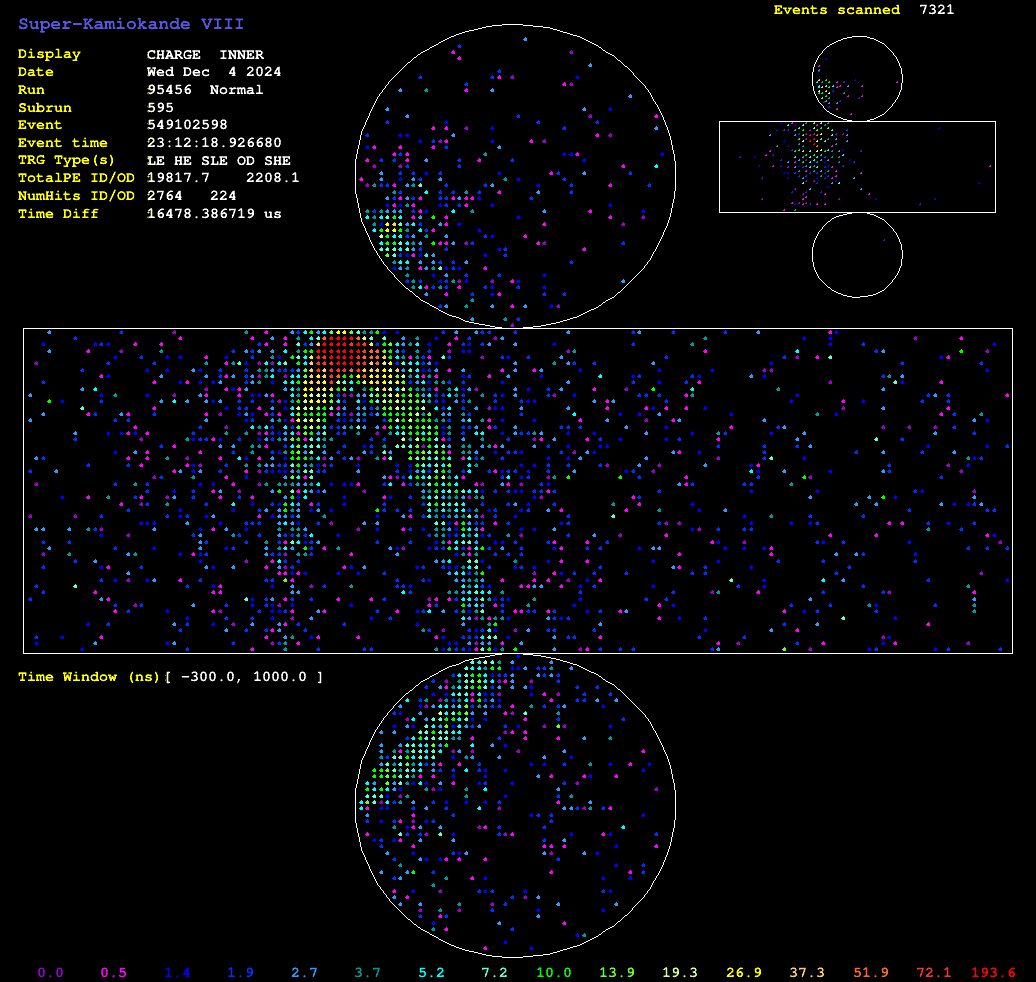 Super-Kamiokande VIII
Events scanned 7321
Display CHARGE INNER
Date Wed Dec 4 2024
Run 95456 Normal
Subrun 595
Event 549102598
Event time 23:12:18.926680
TRG Type(s) LE HE SLE OD SHE
TotalPE ID/OD 19817.7 2208.1
NumHits ID/OD 2764 224
Time Diff 16478.386719 us
Time Window (ns)[ -300.0, 1000.0 ]
0.0 0.5 1.4 1.9 2.7 3.7 5.2 7.2 10.0 13.9 19.3 26.9 37.3 51.9 72.1 193.6